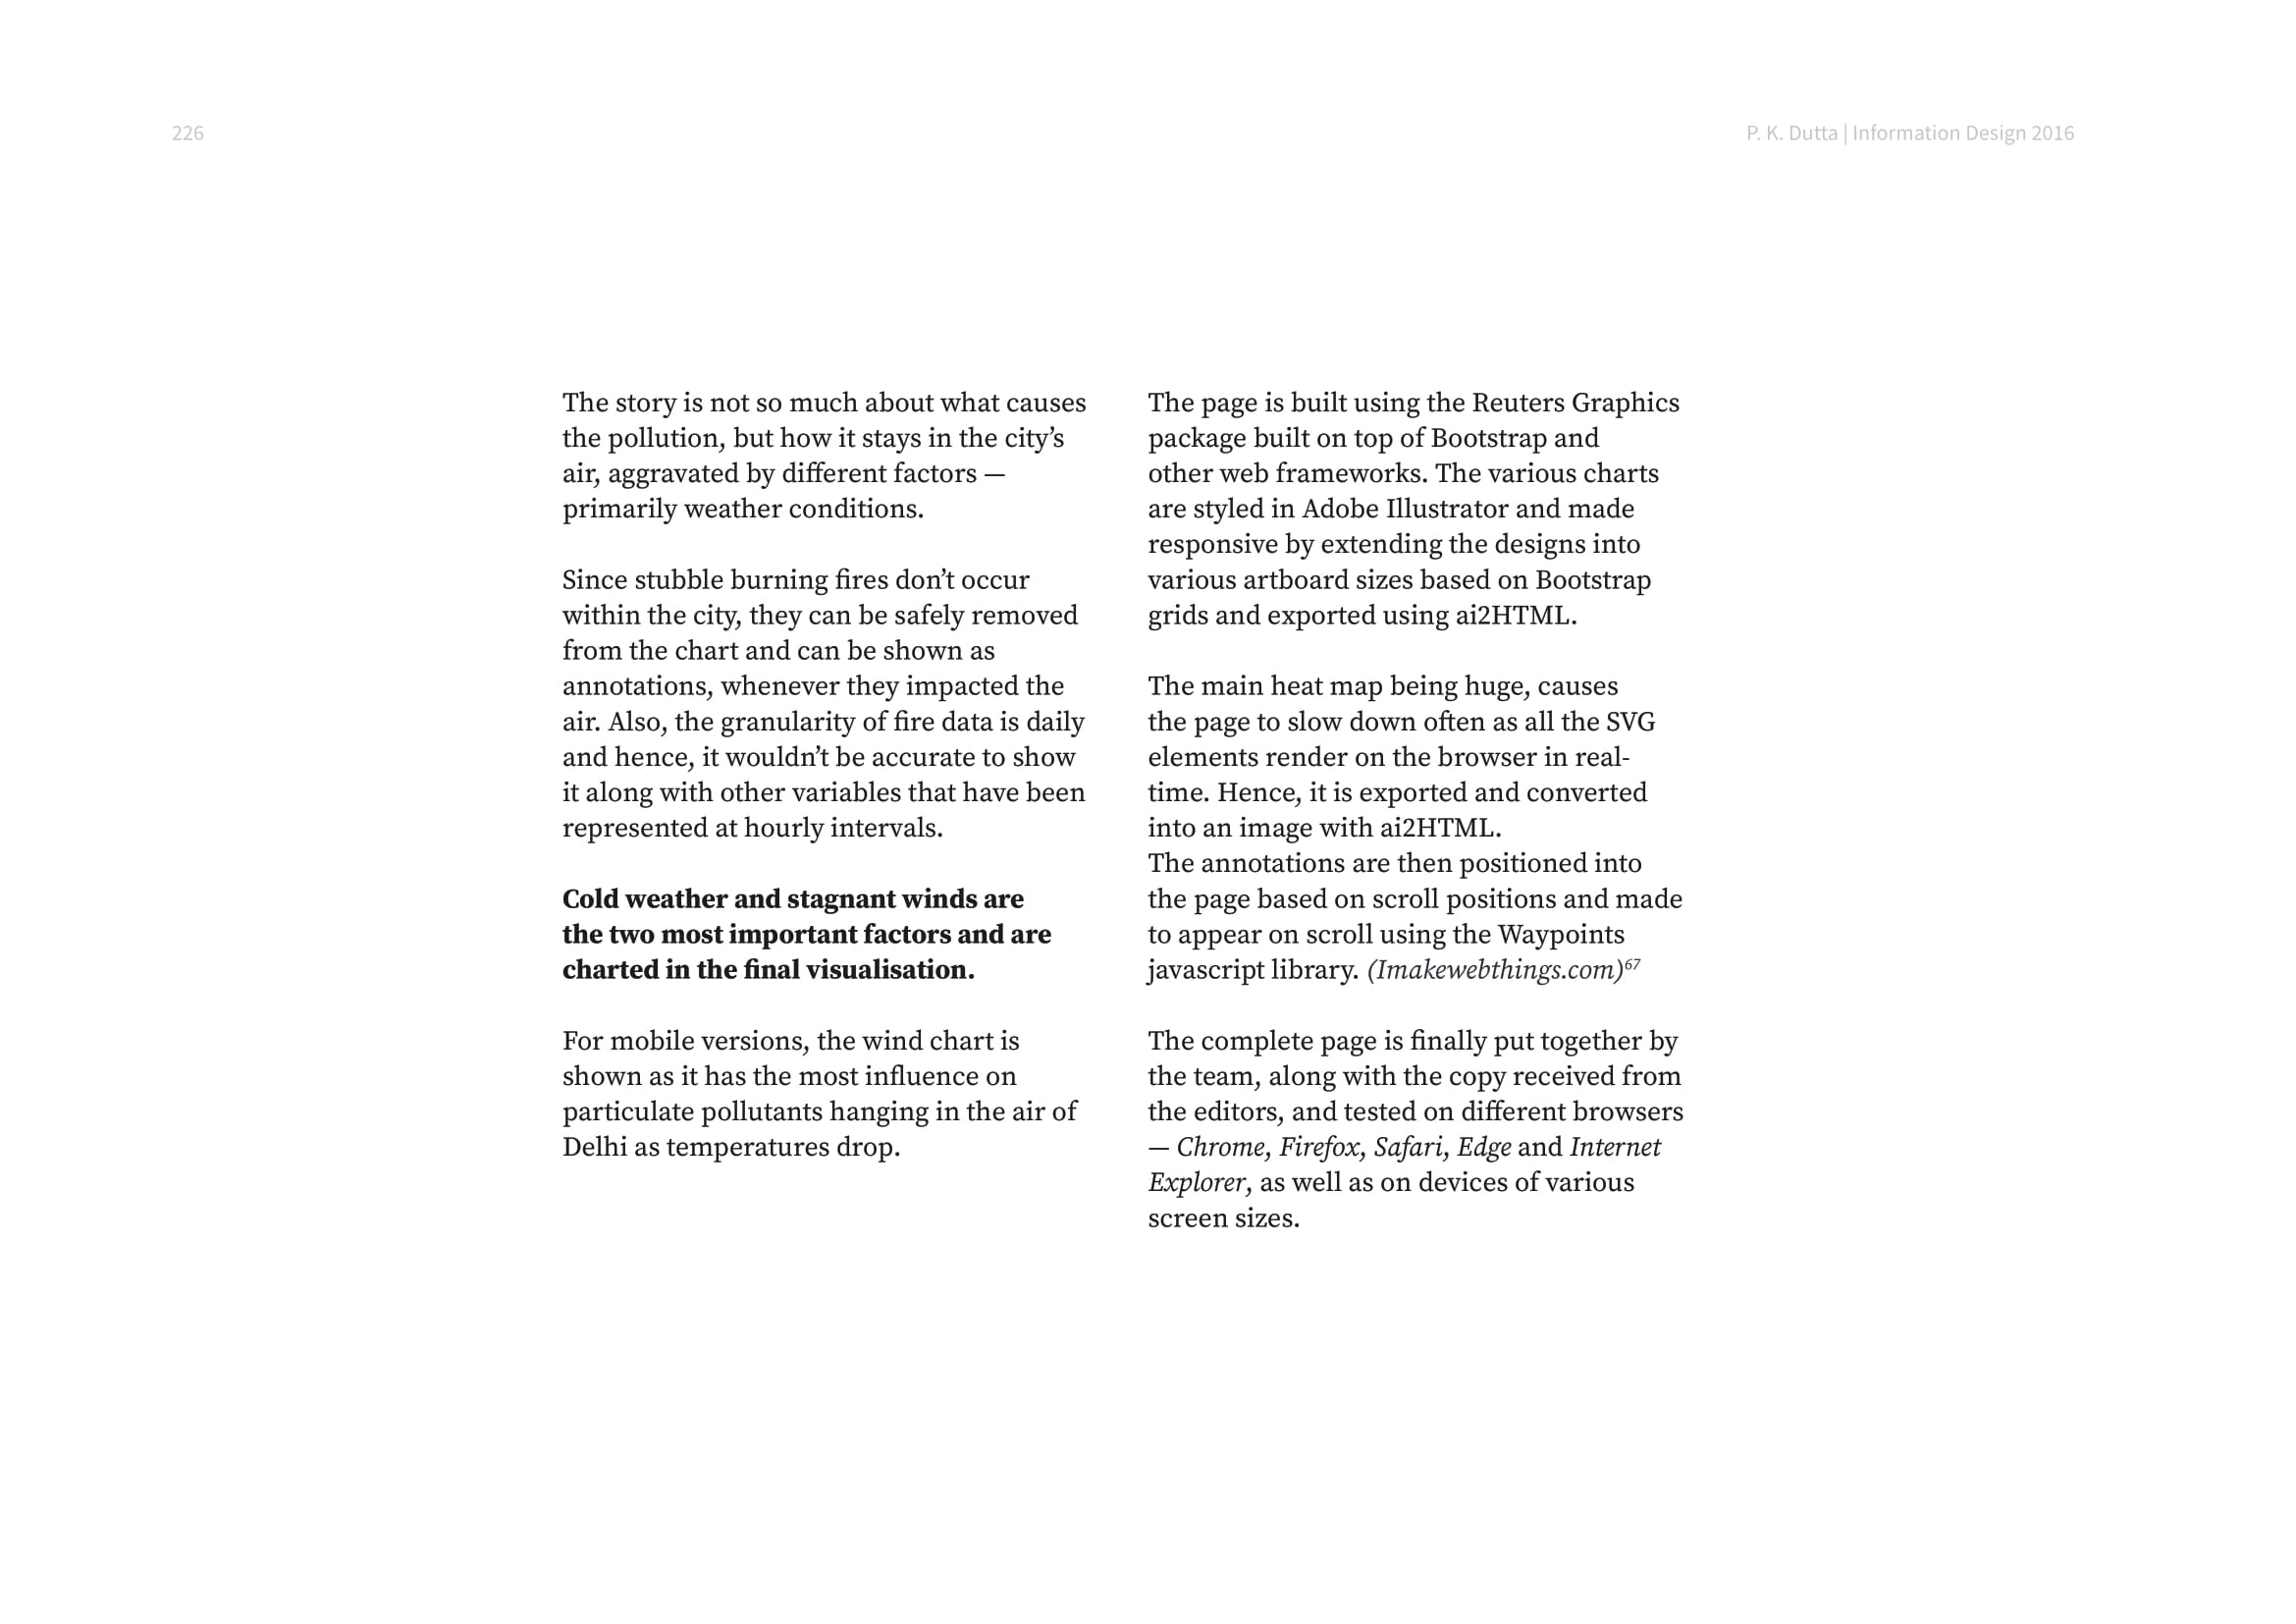 226
P. K. Dutta | Information Design 2016
The story is not so much about what causes
the pollution, but how it stays in the city’s
air, aggravated by different factors —
primarily weather conditions.
Since stubble burning fires don’t occur
within the city, they can be safely removed
from the chart and can be shown as
annotations, whenever they impacted the
air. Also, the granularity of fire data is daily
and hence, it wouldn’t be accurate to show
it along with other variables that have been
represented at hourly intervals.
Cold weather and stagnant winds are
the two most important factors and are
charted in the final visualisation.
For mobile versions, the wind chart is
shown as it has the most influence on
particulate pollutants hanging in the air of
Delhi as temperatures drop.
The page is built using the Reuters Graphics
package built on top of Bootstrap and
other web frameworks. The various charts
are styled in Adobe Illustrator and made
responsive by extending the designs into
various artboard sizes based on Bootstrap
grids and exported using ai2HTML.
The main heat map being huge, causes
the page to slow down often as all the SVG
elements render on the browser in real-
time. Hence, it is exported and converted
into an image with ai2HTML.
The annotations are then positioned into
the page based on scroll positions and made
to appear on scroll using the Waypoints
javascript library. (Imakewebthings.com)67
The complete page is finally put together by
the team, along with the copy received from
the editors, and tested on different browsers
— Chrome, Firefox, Safari, Edge and Internet
Explorer, as well as on devices of various
screen sizes.